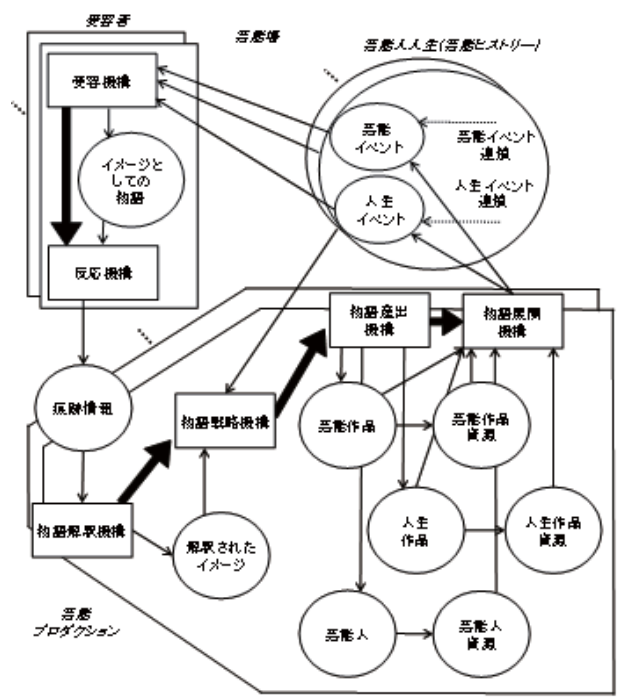 受容者
芸能場
芸能人人生(芸能ヒストリー)
受容機構
イメージと
しての
物語
反応機構
芸能
イベント
芸能イベント
連鎖
人生
イベント
人生イベント
連鎖
物語産出
機構
物語展開
機構
痕跡情報
物語戦略機構
芸能作品
芸能作品
資源
物語解釈機構
解釈された
イメージ
人生
作品
人生作品
資源
芸能
プロダクション
芸能人
芸能人
資源